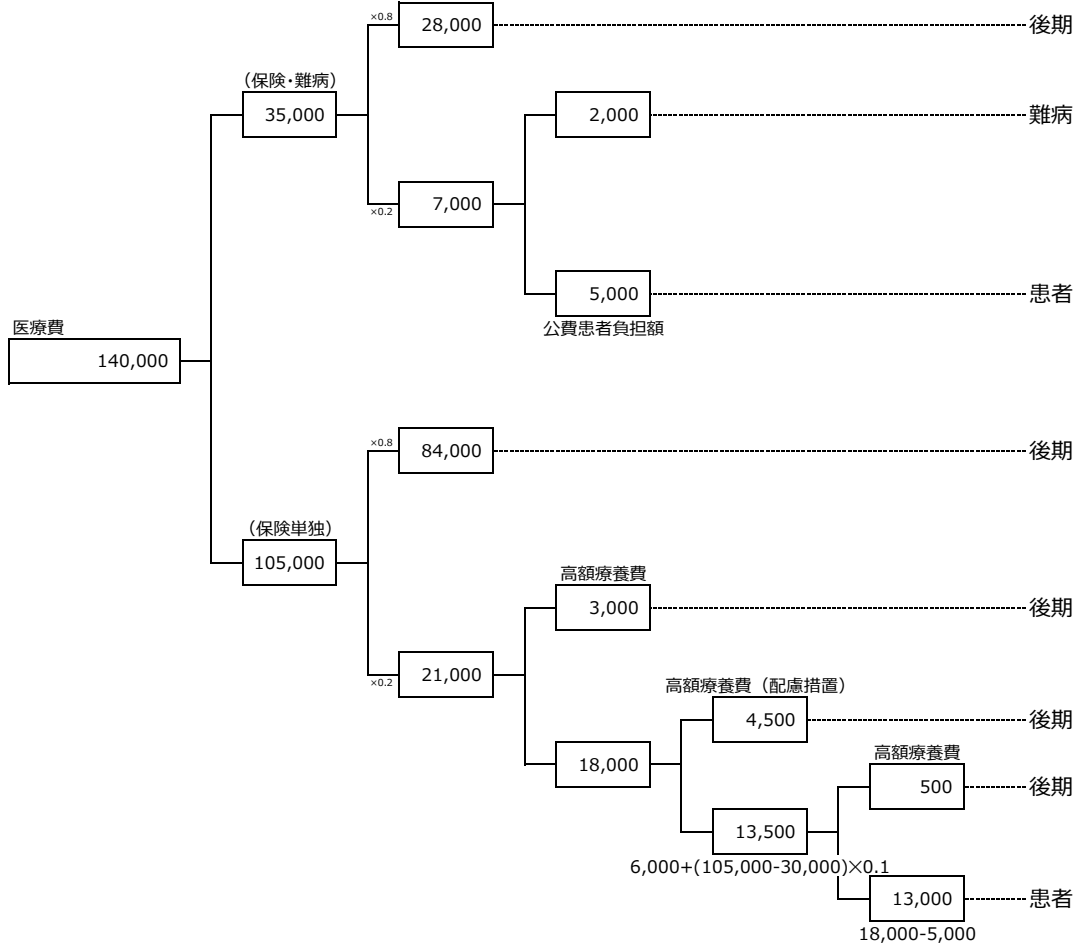 ×0.8
28,000
後期
(保険・難病)
35,000
2,000
難病
×0.2
7,000
5,000
患者
公費患者負担額
医療費
140,000
×0.8
84,000
後期
(保険単独)
105,000
高額療養費
3,000
後期
×0.2
21,000
高額療養費（配慮措置）
4,500
後期
18,000
高額療養費
500
後期
13,500
6,000+(105,000-30,000)×0.1
13,000
患者
18,000-5,000